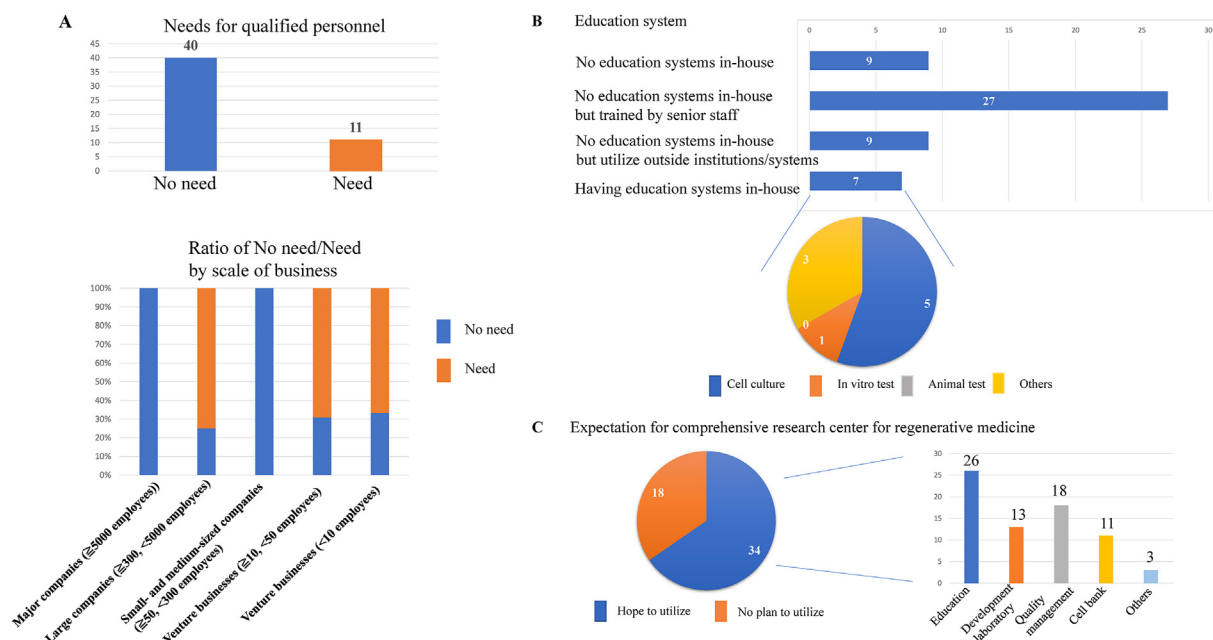 A
Needs for qualified personnel
45
40
35
30
25
20
15
10
5
0
40
11
No need
Need
Ratio of No need/Need
by scale of business
100%
90%
80%
70%
60%
50%
40%
30%
20%
10%
0%
No need
Need
Major companies (≧5000 employees))
Large companies (≧300, <5000 employees)
Small- and medium-sized companies
(≧50, <300 employees)
Venture businesses (≧10, <50 employees)
Venture businesses (<10 employees)
B
Education system
0 5 10 15 20 25 30
No education systems in-house
9
No education systems in-house
but trained by senior staff
27
No education systems in-house
but utilize outside institutions/systems
9
Having education systems in-house
7
3
5
0
1
Cell culture In vitro test Animal test Others
C Expectation for comprehensive research center for regenerative medicine
18
34
Hope to utilize No plan to utilize
30
25
20
15
10
5
0
26
13
18
11
3
Education
Development
laboratory
Quality
management
Cell bank
Others